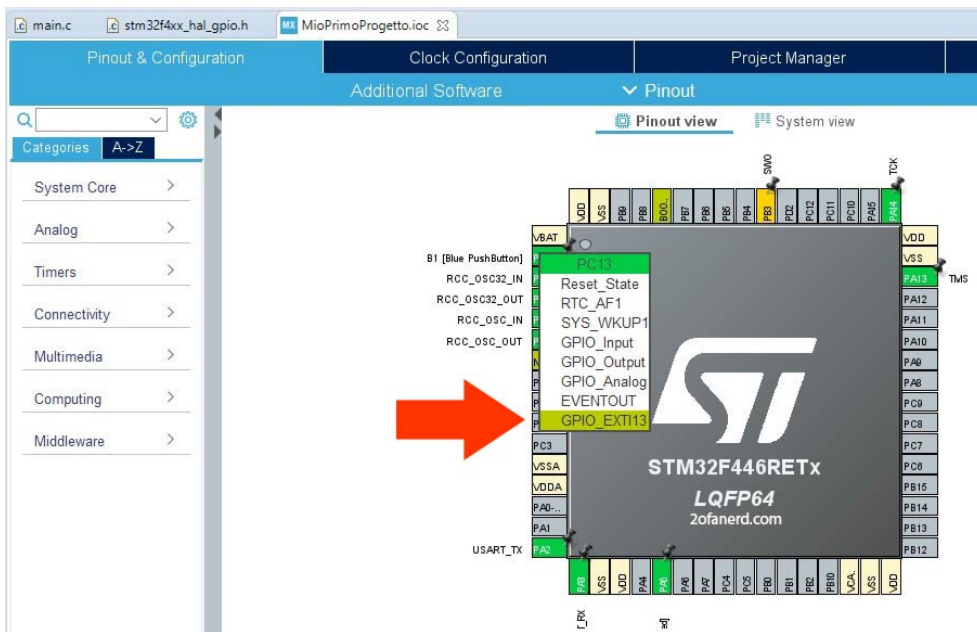 main.c stm32f4xx_hal_gpio.h MioPrimoProgetto.ioc
Pinout & Configuration Clock Configuration Project Manager
Additional Software Pinout
Pinout view System view
Categories A->Z
System Core
Analog
Timers
Connectivity
Multimedia
Computing
Middleware
SWO TCK
VDD VSS PB9 PB8 BOO.. PB7 PB6 PB5 PB4 PB3 PD2 PC12 PC11 PC10 PA15 PA14
VBAT
B1 [Blue PushButton]
RCC_OSC32_IN
RCC_OSC32_OUT
RCC_OSC_IN
RCC_OSC_OUT
PC13
Reset_State
RTC_AF1
SYS_WKUP1
GPIO_Input
GPIO_Output
GPIO_Analog
EVENTOUT
GPIO_EXTI13
PC3
VSSA
VDDA
PA0-..
PA1
USART_TX PA2
VDD
VSS
PA13 TMS
PA12
PA11
PA10
PA9
PA8
PC9
PC8
PC7
PC6
PB15
PB14
PB13
PB12
STM32F446RETx
LQFP64
2ofanerd.com
PA3 VSS VDD PA4 PA5 PA6 PA7 PC4 PC5 PB0 PB1 PB2 PB10 VCA. VSS VDD